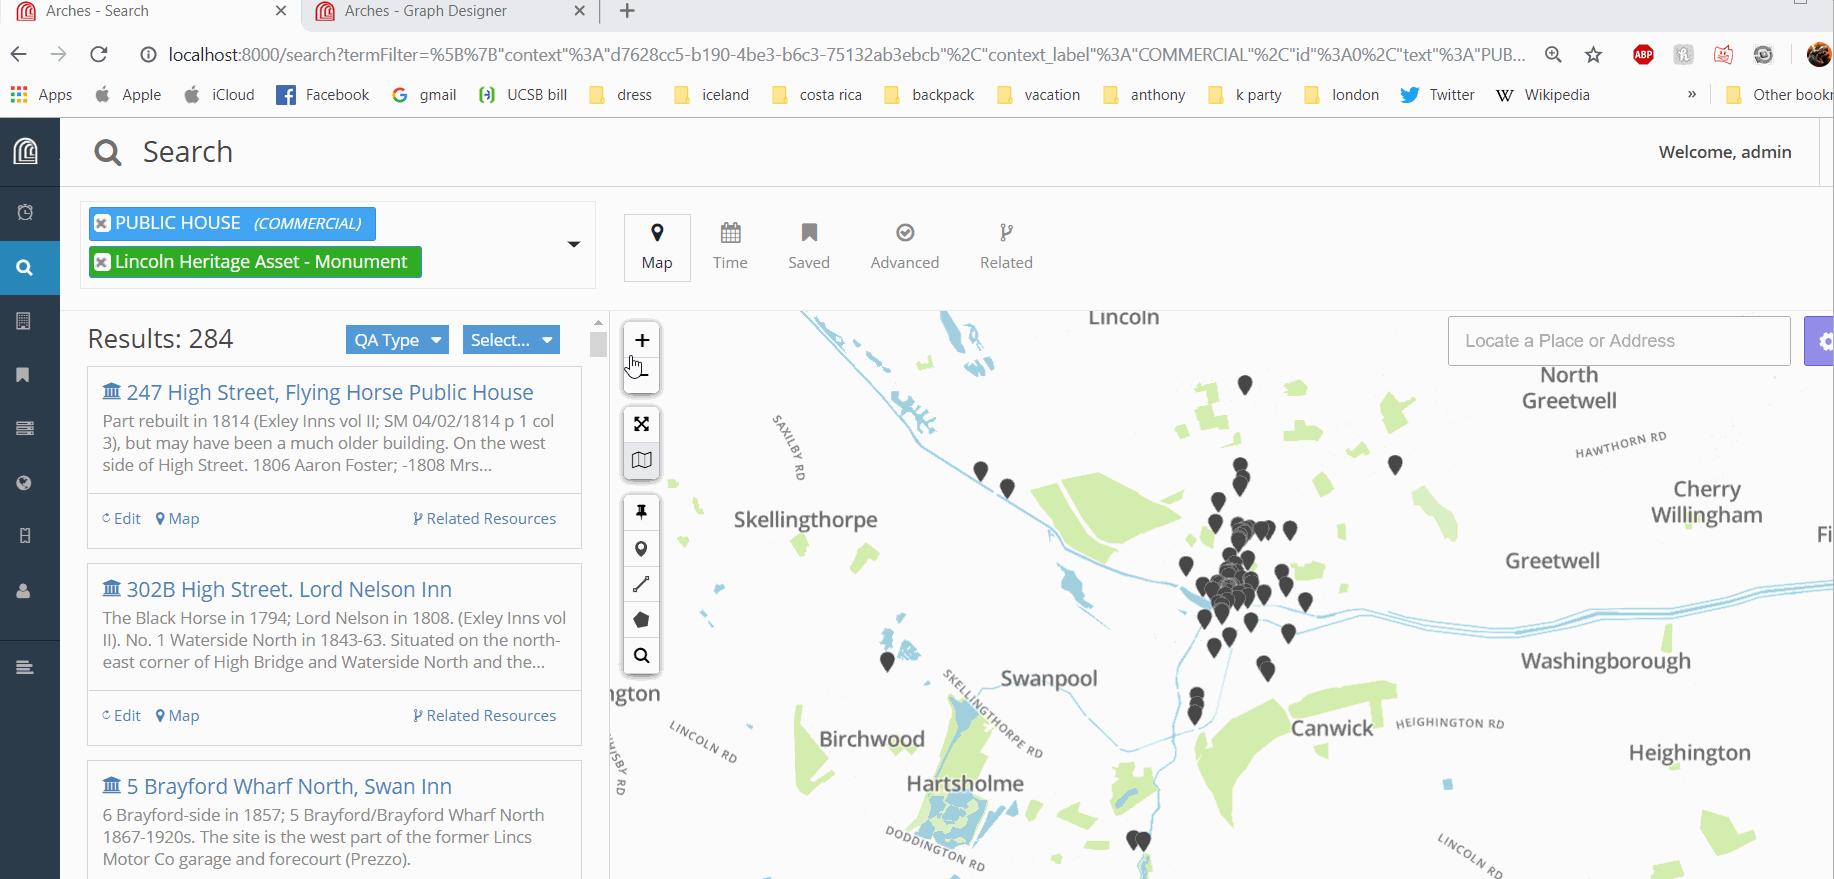 Arches - Search
Arches - Graph Designer
localhost:8000/search?termFilter=%5B%7B"context"%3A"d7628cc5-b190-4be3-b6c3-75132ab3ebcb"%2C"context_label"%3A"COMMERCIAL"%2C"id"%3A0%2C"text"%3A"PUB...
ABP
Apps
Apple
iCloud
Facebook
gmail
UCSB bill
dress
iceland
costa rica
backpack
vacation
anthony
k party
london
Twitter
Wikipedia
»
Other bookr
Search
Welcome, admin
PUBLIC HOUSE (COMMERCIAL)
Lincoln Heritage Asset - Monument
Map
Time
Saved
Advanced
Related
Results: 284
QA Type
Select...
247 High Street, Flying Horse Public House
Part rebuilt in 1814 (Exley Inns vol II; SM 04/02/1814 p 1 col
3), but may have been a much older building. On the west
side of High Street. 1806 Aaron Foster; -1808 Mrs...
Edit
Map
Related Resources
302B High Street. Lord Nelson Inn
The Black Horse in 1794; Lord Nelson in 1808. (Exley Inns vol
II). No. 1 Waterside North in 1843-63. Situated on the north-
east corner of High Bridge and Waterside North and the...
Edit
Map
Related Resources
5 Brayford Wharf North, Swan Inn
6 Brayford-side in 1857; 5 Brayford/Brayford Wharf North
1867-1920s. The site is the west part of the former Lincs
Motor Co garage and forecourt (Prezzo).
Lincoln
Locate a Place or Address
North
Greetwell
SAXILBY RD
HAWTHORN RD
Cherry
Willingham
Skellingthorpe
Fi
Greetwell
Washingborough
Swanpool
ngton
SKELLINGTHORPE RD
Canwick
HEIGHINGTON RD
LINCOLN RD
Birchwood
Heighington
WHISBY RD
Hartsholme
DODDINGTON RD
LINCOLN RD